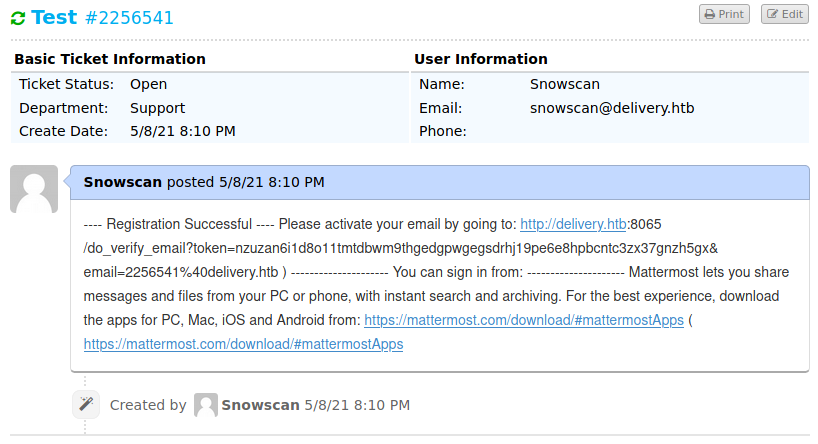 Test #2256541
Print
Edit
Basic Ticket Information
User Information
Ticket Status: Open
Name: Snowscan
Department: Support
Email: snowscan@delivery.htb
Create Date: 5/8/21 8:10 PM
Phone:
Snowscan posted 5/8/21 8:10 PM
---- Registration Successful ---- Please activate your email by going to: http://delivery.htb:8065
/do_verify_email?token=nzuzan6i1d8o11tmtdbwm9thgedgpwgegsdrhj19pe6e8hpbcntc3zx37gnzh5gx&
email=2256541%40delivery.htb ) --------------------- You can sign in from: --------------------- Mattermost lets you share
messages and files from your PC or phone, with instant search and archiving. For the best experience, download
the apps for PC, Mac, iOS and Android from: https://mattermost.com/download/#mattermostApps (
https://mattermost.com/download/#mattermostApps
Created by Snowscan 5/8/21 8:10 PM